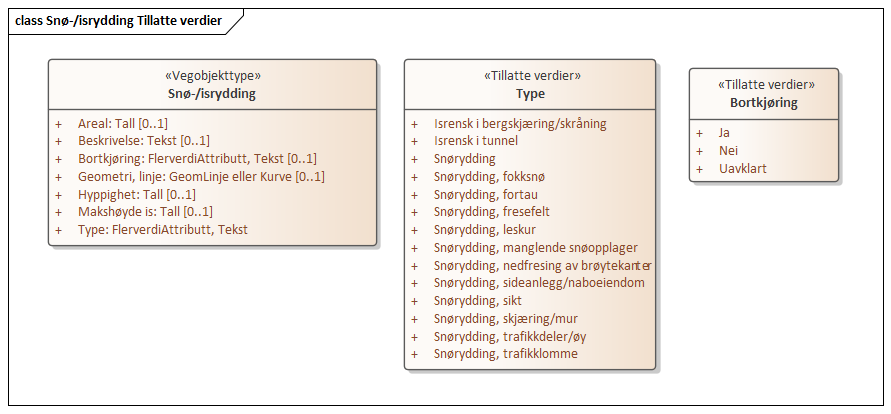 class Snø-/isrydding Tillatte verdier
«Vegobjekttype»
Snø-/isrydding
+ Areal: Tall [0..1]
+ Beskrivelse: Tekst [0..1]
+ Bortkjøring: FlerverdiAttributt, Tekst [0..1]
+ Geometri, linje: GeomLinje eller Kurve [0..1]
+ Hyppighet: Tall [0..1]
+ Makshøyde is: Tall [0..1]
+ Type: FlerverdiAttributt, Tekst
«Tillatte verdier»
Type
+ Isrensk i bergskjæring/skråning
+ Isrensk i tunnel
+ Snørydding
+ Snørydding, fokksnø
+ Snørydding, fortau
+ Snørydding, fresefelt
+ Snørydding, leskur
+ Snørydding, manglende snøopplager
+ Snørydding, nedfresing av brøytekanter
+ Snørydding, sideanlegg/naboeiendom
+ Snørydding, sikt
+ Snørydding, skjæring/mur
+ Snørydding, trafikkdeler/øy
+ Snørydding, trafikklomme
«Tillatte verdier»
Bortkjøring
+ Ja
+ Nei
+ Uavklart